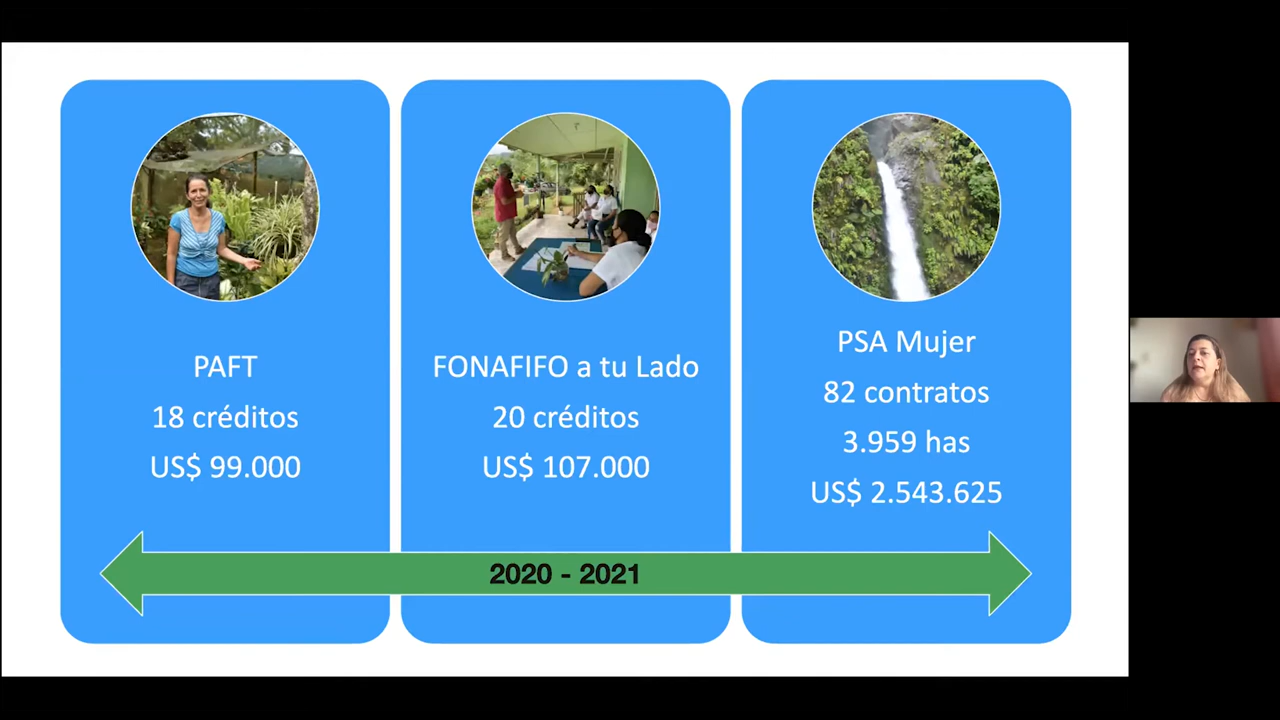 PAFT
18 créditos
US$ 99.000
FONAFIFO a tu Lado
20 créditos
US$ 107.000
PSA Mujer
82 contratos
3.959 has
US$ 2.543.625
2020 - 2021